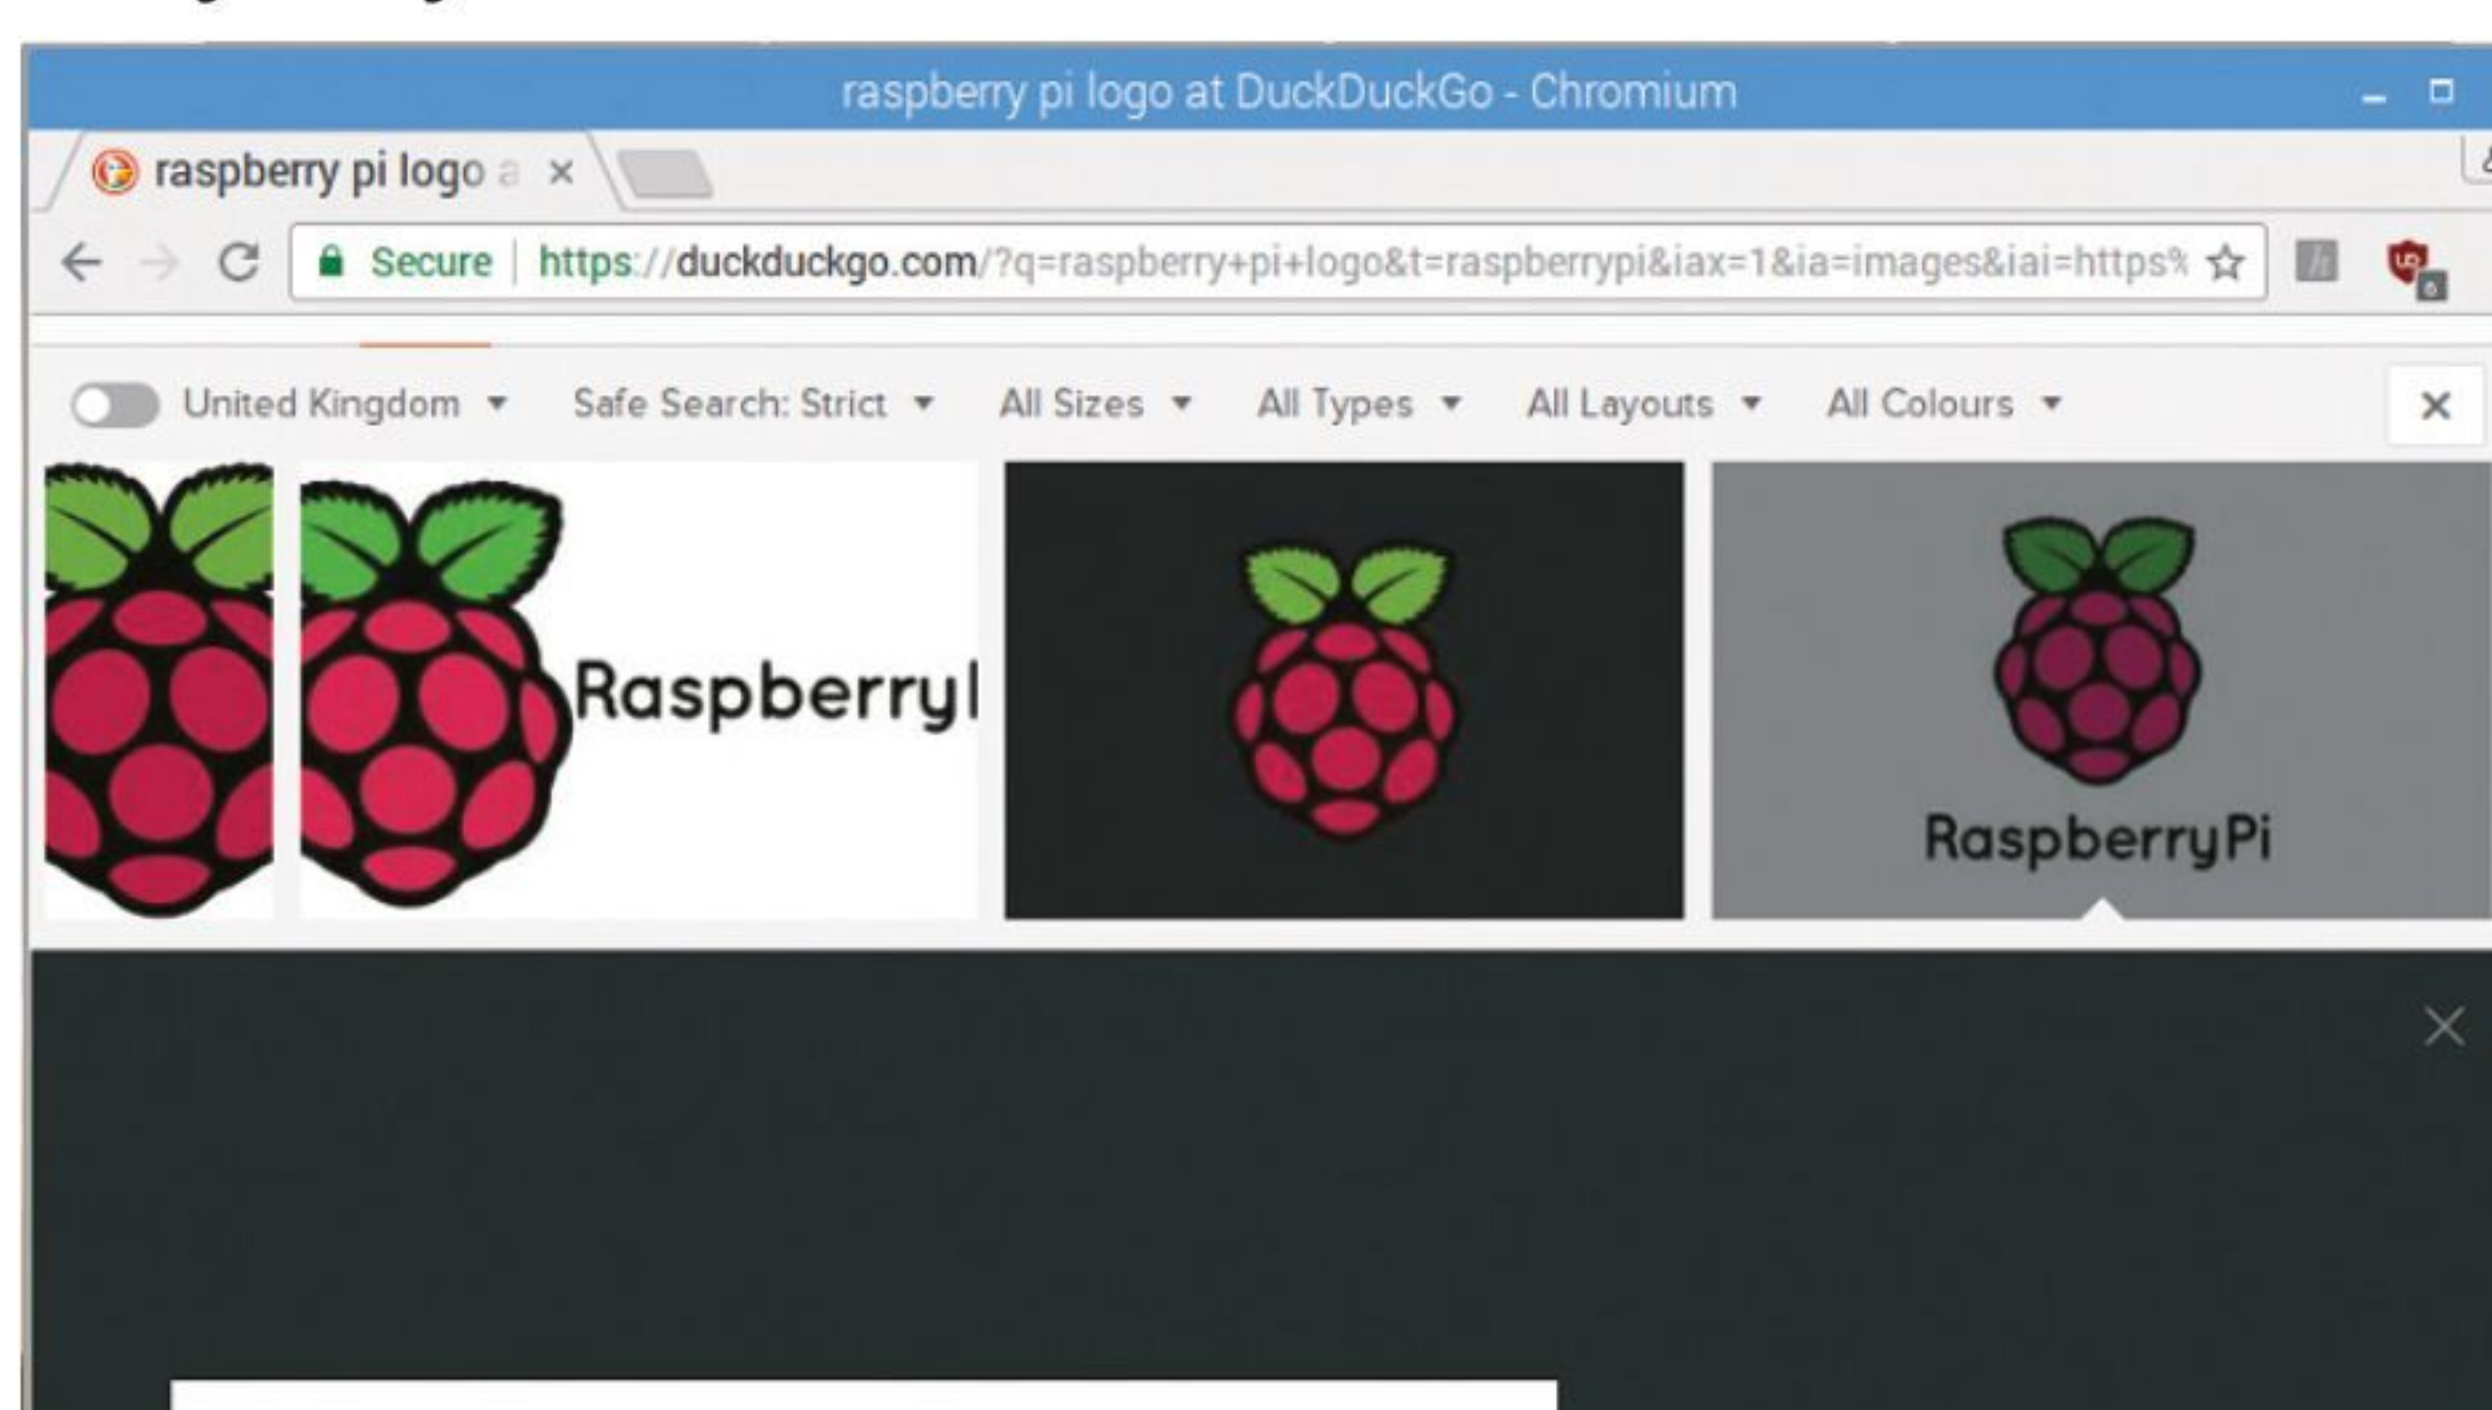 raspberry pi logo at DuckDuckGo - Chromium
raspberry pi logo a
Secure https://duckduckgo.com/?q=raspberry+pi+logo&t=raspberrypi&iax=1&ia=images&iai=https%
United Kingdom Safe Search: Strict All Sizes All Types All Layouts All Colours
Raspberry
RaspberryPi